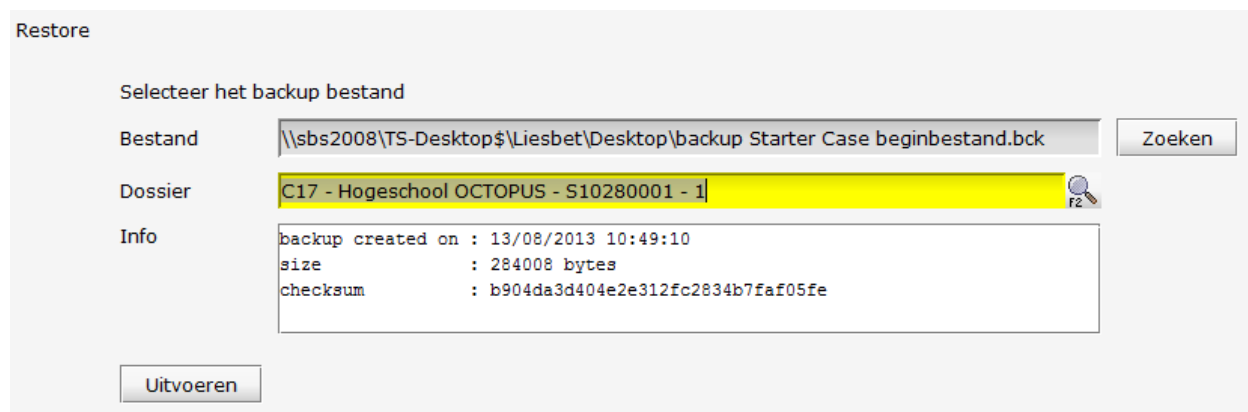 Restore
Selecteer het backup bestand
Bestand \\sbs2008\TS-Desktop$\Liesbet\Desktop\backup Starter Case beginbestand.bck Zoeken
Dossier C17 - Hogeschool OCTOPUS - S10280001 - 1 F2
Info backup created on : 13/08/2013 10:49:10
size : 284008 bytes
checksum : b904da3d404e2e312fc2834b7faf05fe
Uitvoeren